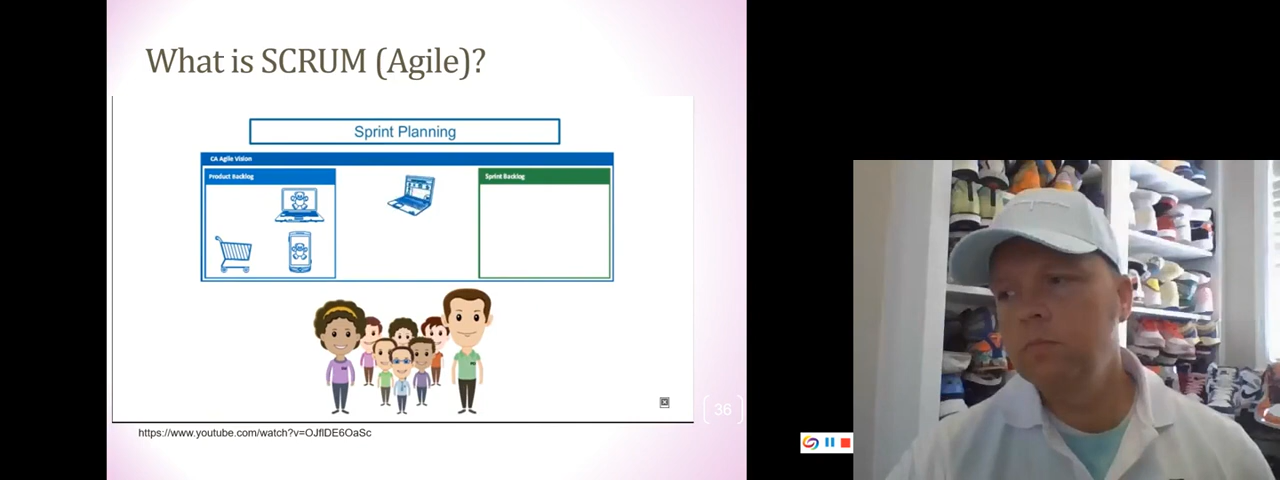 What is SCRUM (Agile)?
Sprint Planning
CA Agile Vision
Product Backlog
Sprint Backlog
36
https://www.youtube.com/watch?v=OJflDE6OaSc